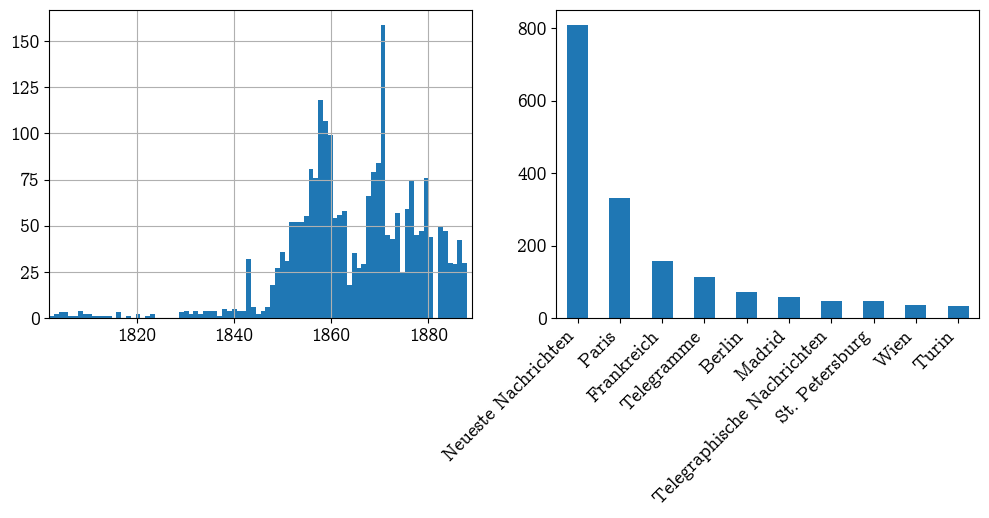 150
125
100
75
50
25
0
1820 1840 1860 1880
800
600
400
200
0
Neueste Nachrichten
Paris
Frankreich
Telegramme
Berlin
Madrid
Telegraphische Nachrichten
St. Petersburg
Wien
Turin